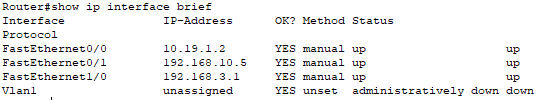 Router#show ip interface brief
Interface              IP-Address      OK? Method Status
Protocol
FastEthernet0/0        10.19.1.2       YES manual up                    up
FastEthernet0/1        192.168.10.5    YES manual up                    up
FastEthernet1/0        192.168.3.1     YES manual up                    up
Vlan1                  unassigned      YES unset  administratively down down